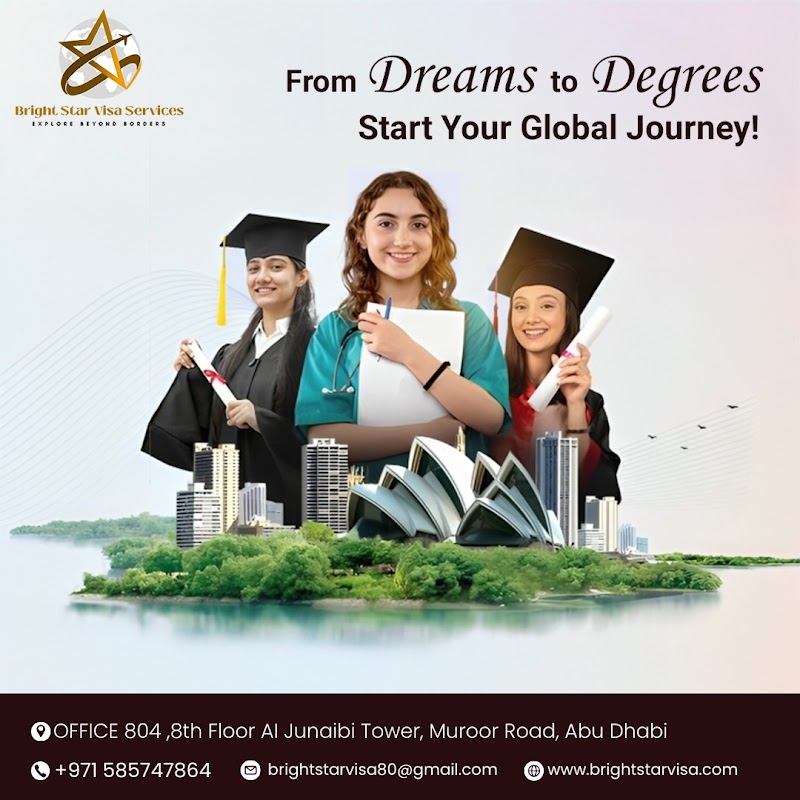 Bright Star Visa Services
EXPLORE BEYOND BORDERS
From Dreams to Degrees
Start Your Global Journey!
OFFICE 804 ,8th Floor Al Junaibi Tower, Muroor Road, Abu Dhabi
+971 585747864 brightstarvisa80@gmail.com www.brightstarvisa.com